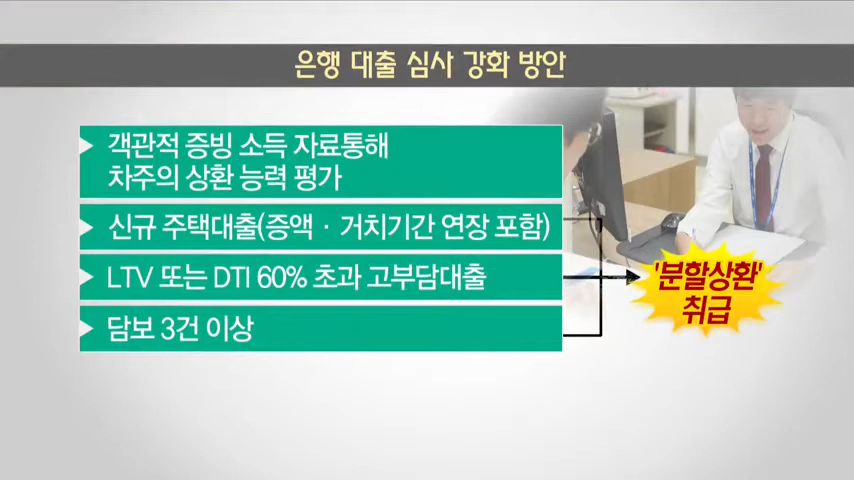 은행 대출 심사 강화 방안
객관적 증빙 소득 자료통해
차주의 상환 능력 평가
신규 주택대출(증액 · 거치기간 연장 포함)
LTV 또는 DTI 60% 초과 고부담대출
담보 3건 이상
'분할상환'
취급